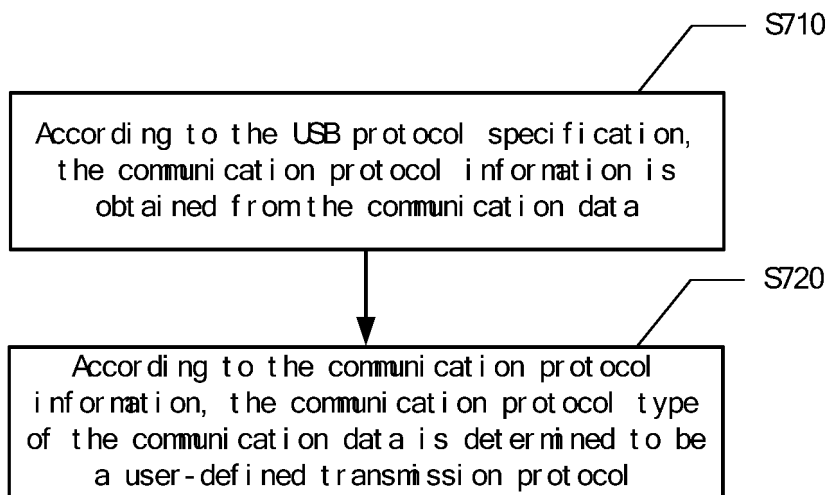 S710
According to the USB protocol specification,
the communication protocol information is
obtained from the communication data
S720
According to the communication protocol
information, the communication protocol type
of the communication data is determined to be
a user-defined transmission protocol